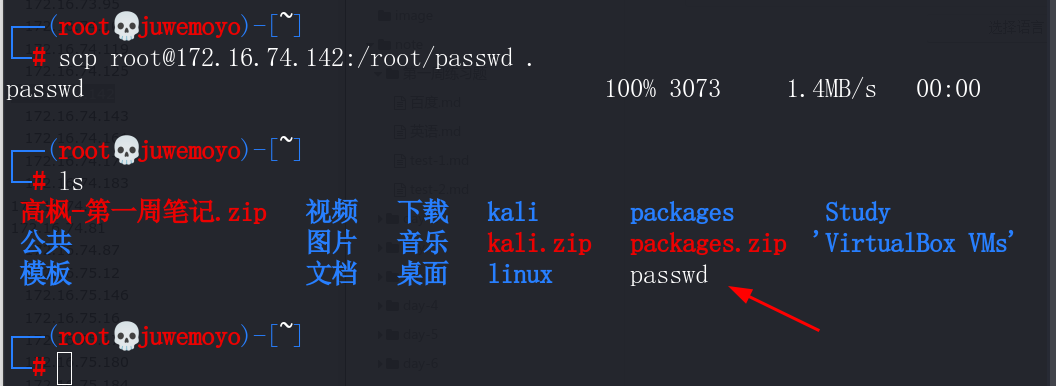 (root💀juwemoyo)-[~]
# scp root@172.16.74.142:/root/passwd .
passwd 100% 3073 1.4MB/s 00:00
(root💀juwemoyo)-[~]
# ls
高枫-第一周笔记.zip 视频 下载 kali packages Study
公共 图片 音乐 kali.zip packages.zip 'VirtualBox VMs'
模板 文档 桌面 linux passwd
(root💀juwemoyo)-[~]
#